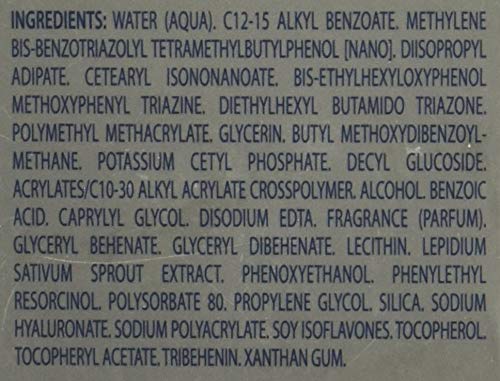 INGREDIENTS: WATER (AQUA). C12-15 ALKYL BENZOATE. METHYLENE
BIS-BENZOTRIAZOLYL TETRAMETHYLBUTYLPHENOL [NANO]. DIISOPROPYL
ADIPATE. CETEARYL ISONONANOATE. BIS-ETHYLHEXYLOXYPHENOL
METHOXYPHENYL TRIAZINE. DIETHYLHEXYL BUTAMIDO TRIAZONE.
POLYMETHYL METHACRYLATE. GLYCERIN. BUTYL METHOXYDIBENZOYL-
METHANE. POTASSIUM CETYL PHOSPHATE. DECYL GLUCOSIDE.
ACRYLATES/C10-30 ALKYL ACRYLATE CROSSPOLYMER. ALCOHOL. BENZOIC
ACID. CAPRYLYL GLYCOL. DISODIUM EDTA. FRAGRANCE (PARFUM).
GLYCERYL BEHENATE. GLYCERYL DIBEHENATE. LECITHIN. LEPIDIUM
SATIVUM SPROUT EXTRACT. PHENOXYETHANOL. PHENYLETHYL
RESORCINOL. POLYSORBATE 80. PROPYLENE GLYCOL. SILICA. SODIUM
HYALURONATE. SODIUM POLYACRYLATE. SOY ISOFLAVONES. TOCOPHEROL.
TOCOPHERYL ACETATE. TRIBEHENIN. XANTHAN GUM.